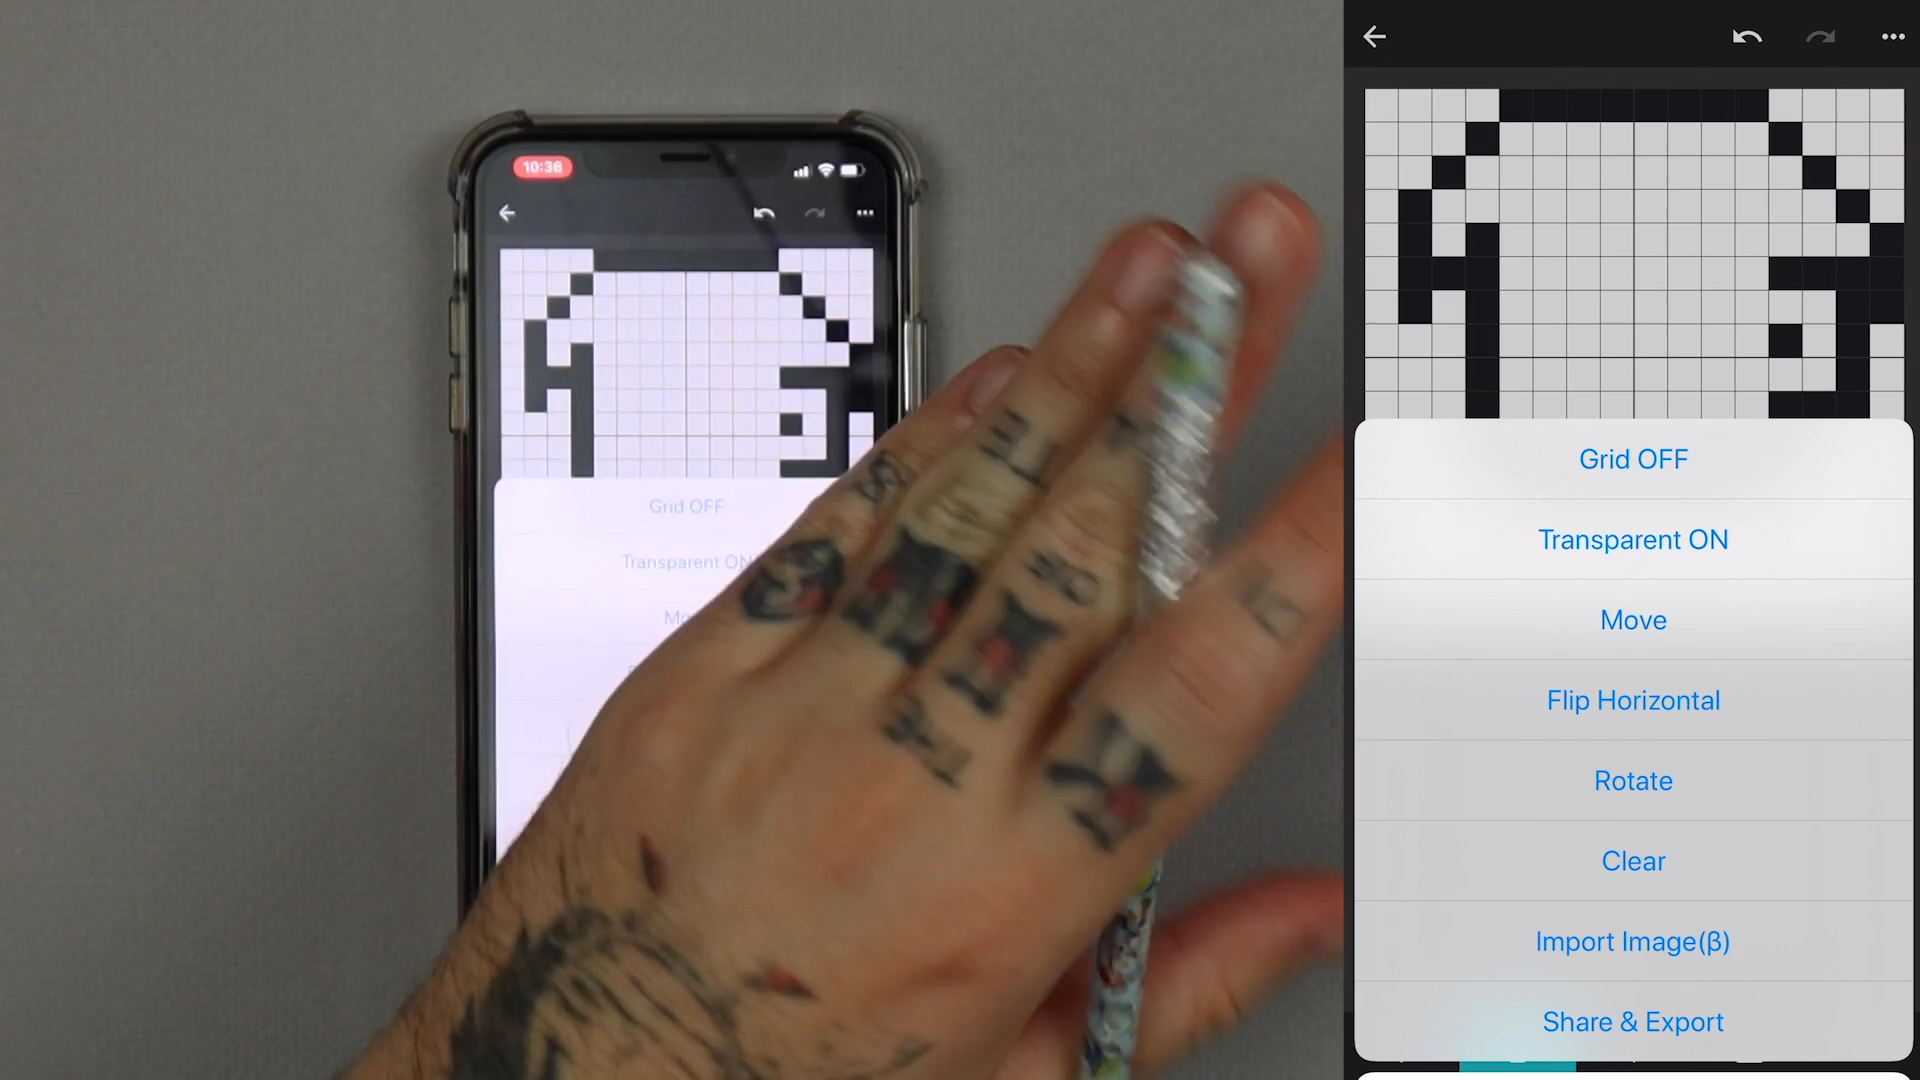 10:36
Grid OFF
Transparent ON
Grid OFF
Transparent ON
Move
Flip Horizontal
Rotate
Clear
Import Image(β)
Share & Export